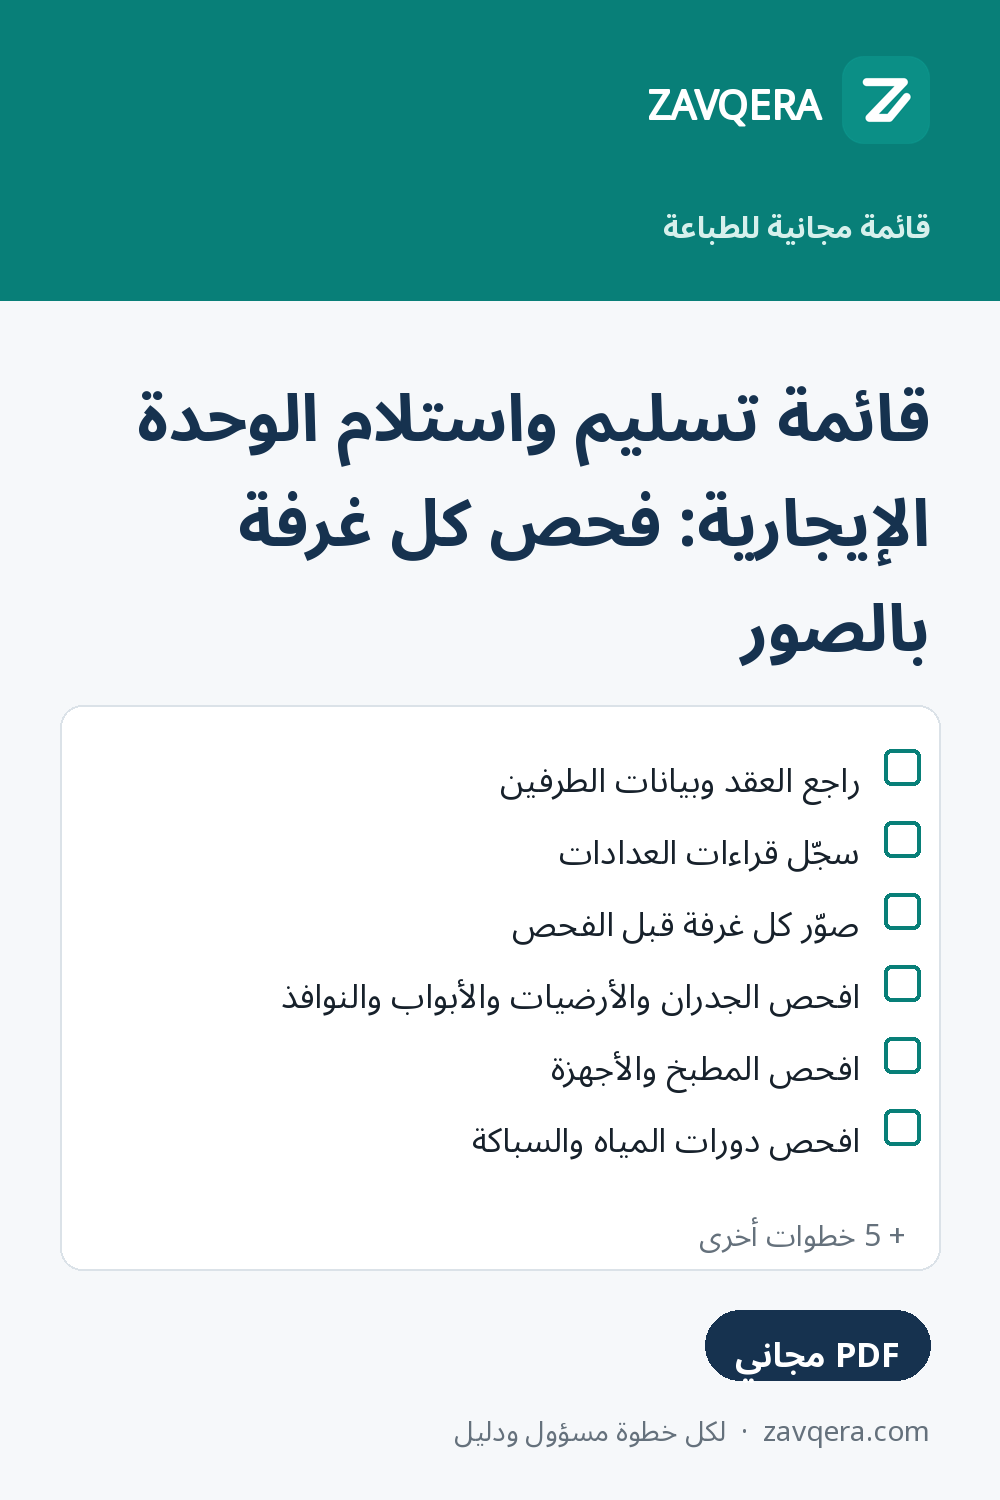 ZAVQERA
قائمة مجانية للطباعة
قائمة تسليم واستلام الوحدة
الإيجارية: فحص كل غرفة
بالصور
راجع العقد وبيانات الطرفين
سجّل قراءات العدادات
صوّر كل غرفة قبل الفحص
افحص الجدران والأرضيات والأبواب والنوافذ
افحص المطبخ والأجهزة
افحص دورات المياه والسباكة
+ 5 خطوات أخرى
PDF مجاني
zavqera.com · لكل خطوة مسؤول ودليل